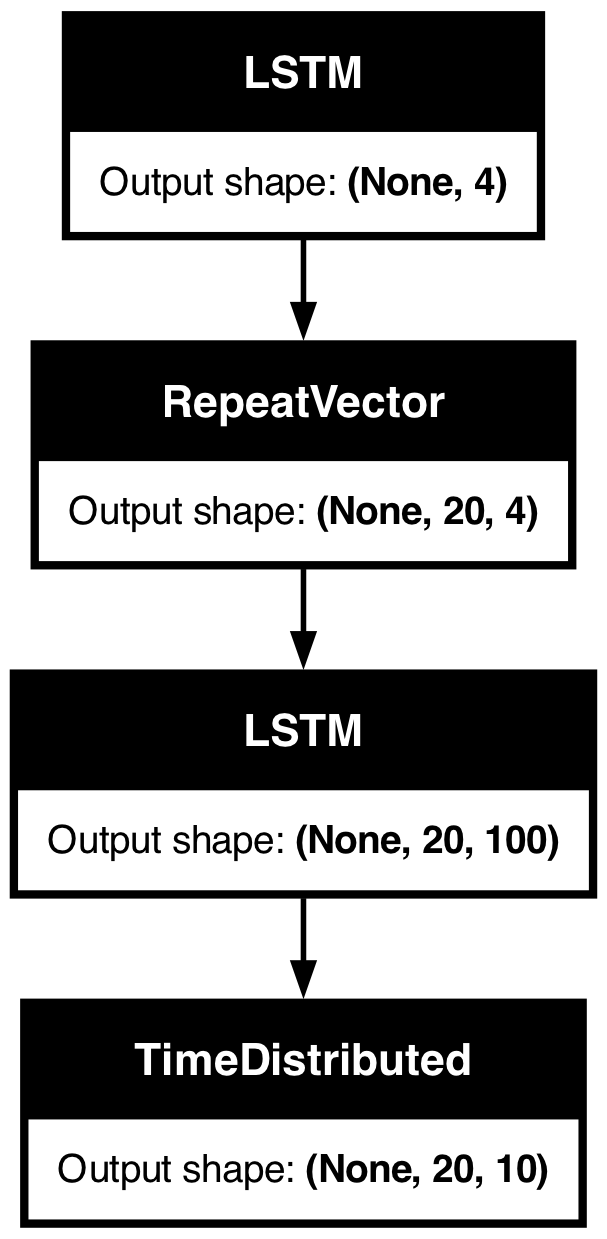 LSTM
Output shape: (None, 4)
RepeatVector
Output shape: (None, 20, 4)
LSTM
Output shape: (None, 20, 100)
TimeDistributed
Output shape: (None, 20, 10)